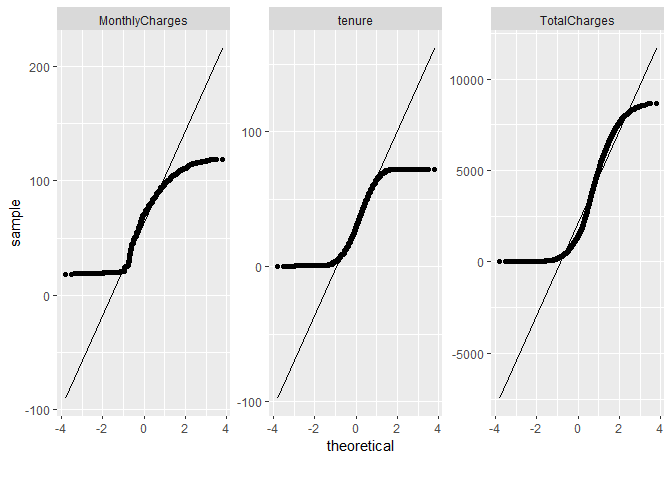 MonthlyCharges
tenure
TotalCharges
sample
200
100
0
-100
100
0
-100
10000
5000
0
-5000
-4 -2 0 2 4
-4 -2 0 2 4
-4 -2 0 2 4
theoretical